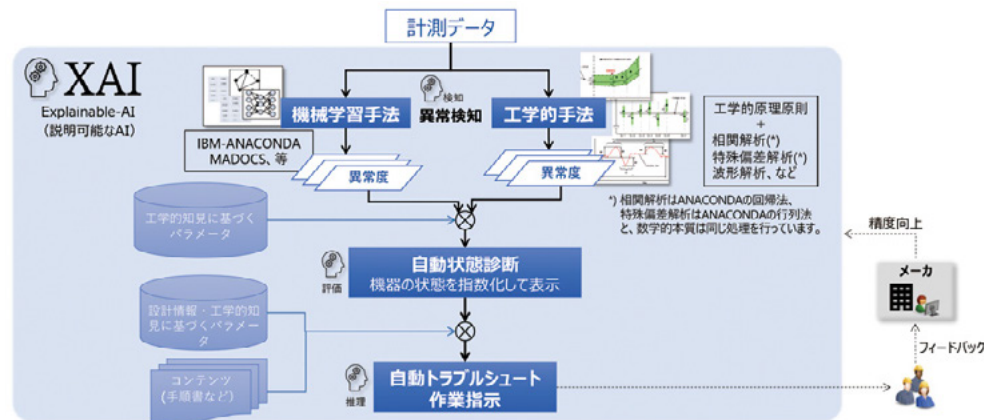 計測データ
XAI
Explainable-AI
（説明可能なAI）
機械学習手法
検知
異常検知
工学的手法
IBM-ANACONDA
MADOCS、等
工学的原理原則
+
相関解析(*)
特殊偏差解析(*)
波形解析、など
異常度
異常度
*) 相関解析はANACONDAの回帰法、
特殊偏差解析はANACONDAの行列法
と、数学的本質は同じ処理を行っています。
工学的知見に基づく
パラメータ
精度向上
メーカ
評価
自動状態診断
機器の状態を指数化して表示
設計情報・工学的知
見に基づくパラメー
タ
フィードバック
コンテンツ
(手順書など)
推理
自動トラブルシュート
作業指示